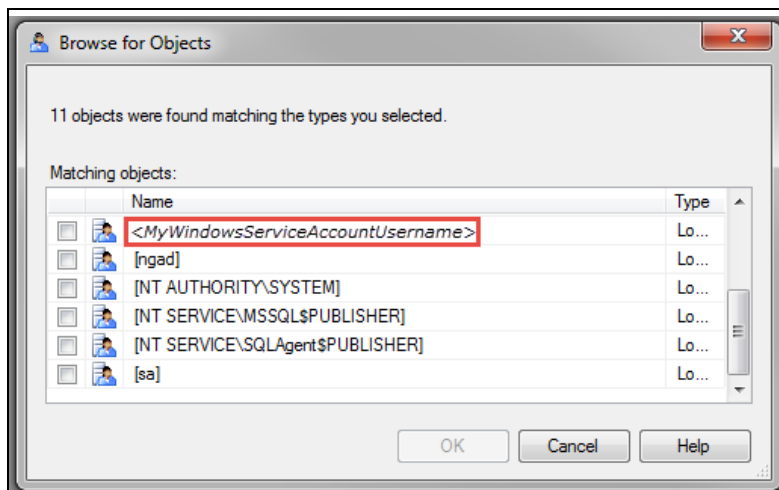 Browse for Objects
11 objects were found matching the types you selected.
Matching objects:
Name Type
<MyWindowsServiceAccountUsername> Lo...
[ngad] Lo...
[NT AUTHORITY\SYSTEM] Lo...
[NT SERVICE\MSSQL$PUBLISHER] Lo...
[NT SERVICE\SQLAgent$PUBLISHER] Lo...
[sa] Lo...
OK Cancel Help